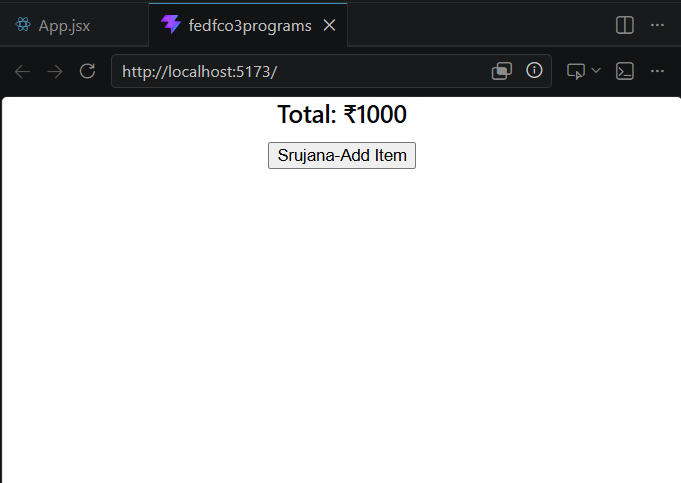 App.jsx
fedfco3programs
http://localhost:5173/
Total: ₹1000
Srujana-Add Item